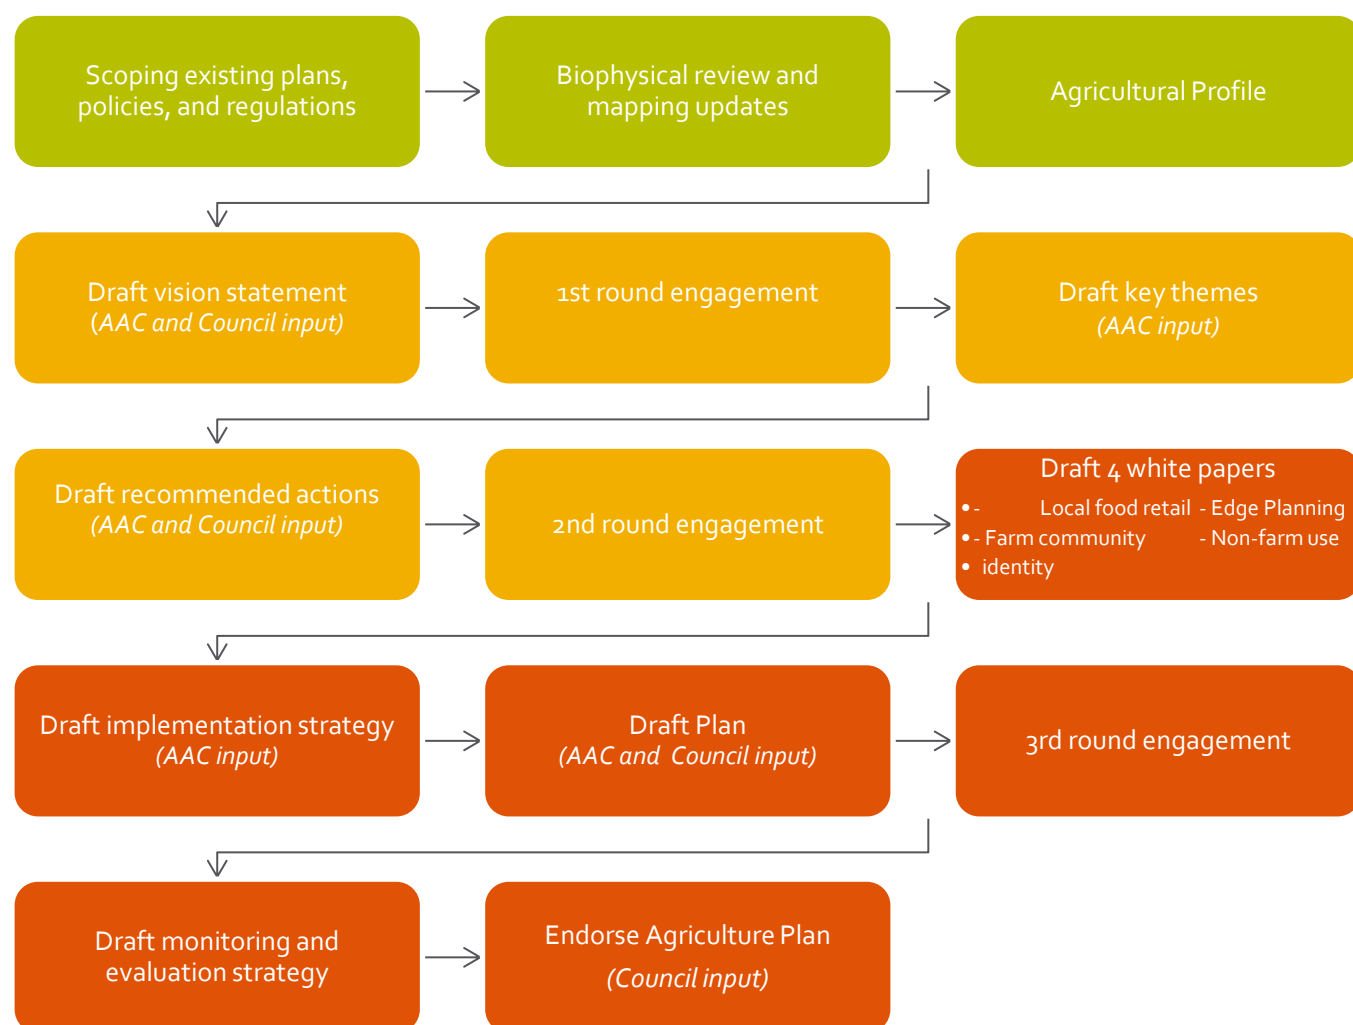 Scoping existing plans,
policies, and regulations
Biophysical review and
mapping updates
Agricultural Profile
Draft vision statement
(AAC and Council input)
1st round engagement
Draft key themes
(AAC input)
Draft recommended actions
(AAC and Council input)
2nd round engagement
Draft 4 white papers
• - Local food retail - Edge Planning
• - Farm community - Non-farm use
• identity
Draft implementation strategy
(AAC input)
Draft Plan
(AAC and Council input)
3rd round engagement
Draft monitoring and
evaluation strategy
Endorse Agriculture Plan
(Council input)